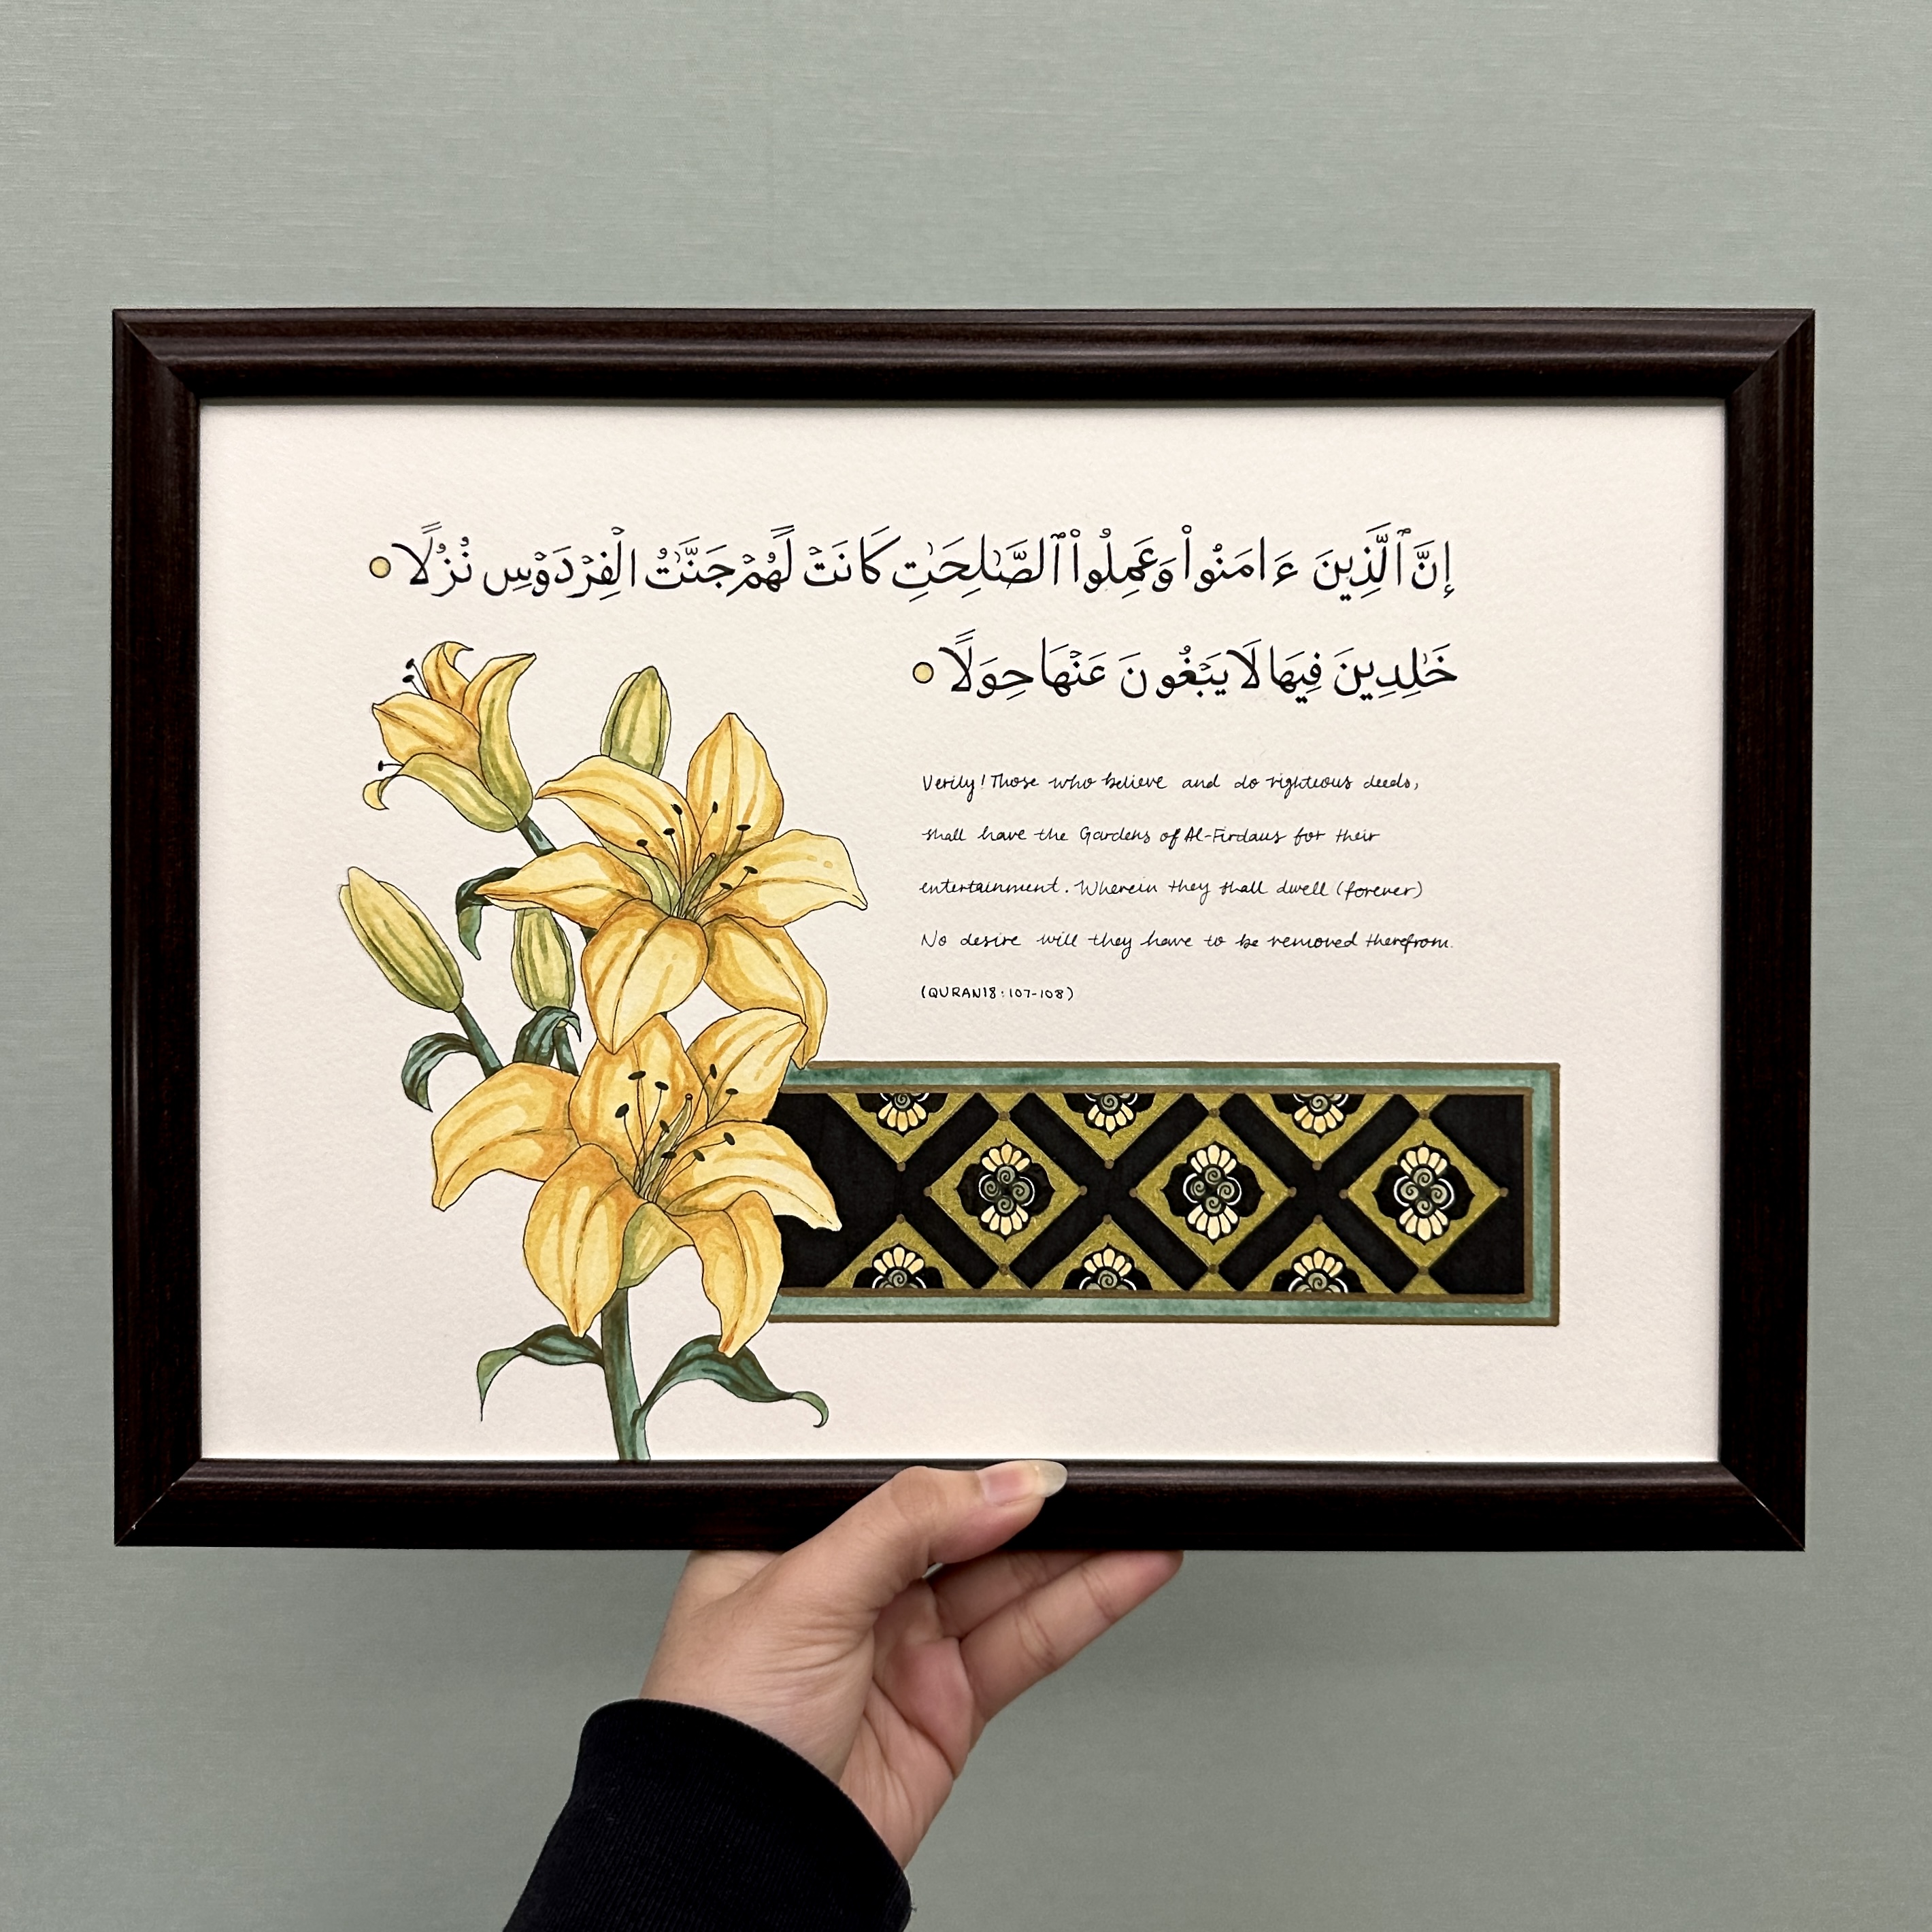 إِنَّ ٱلَّذِينَ ءَامَنُوا۟ وَعَمِلُوا۟ ٱلصَّـٰلِحَـٰتِ كَانَتْ لَهُمْ جَنَّـٰتُ الْفِرْدَوْسِ نُزُلًا
خَـٰلِدِينَ فِيهَا لَا يَبْغُونَ عَنْهَا حِوَلًا
Verily! Those who believe and do righteous deeds,
shall have the Gardens of Al-Firdaus for their
entertainment. Wherein they shall dwell (forever)
No desire will they have to be removed therefrom.
(QURAN18:107-108)